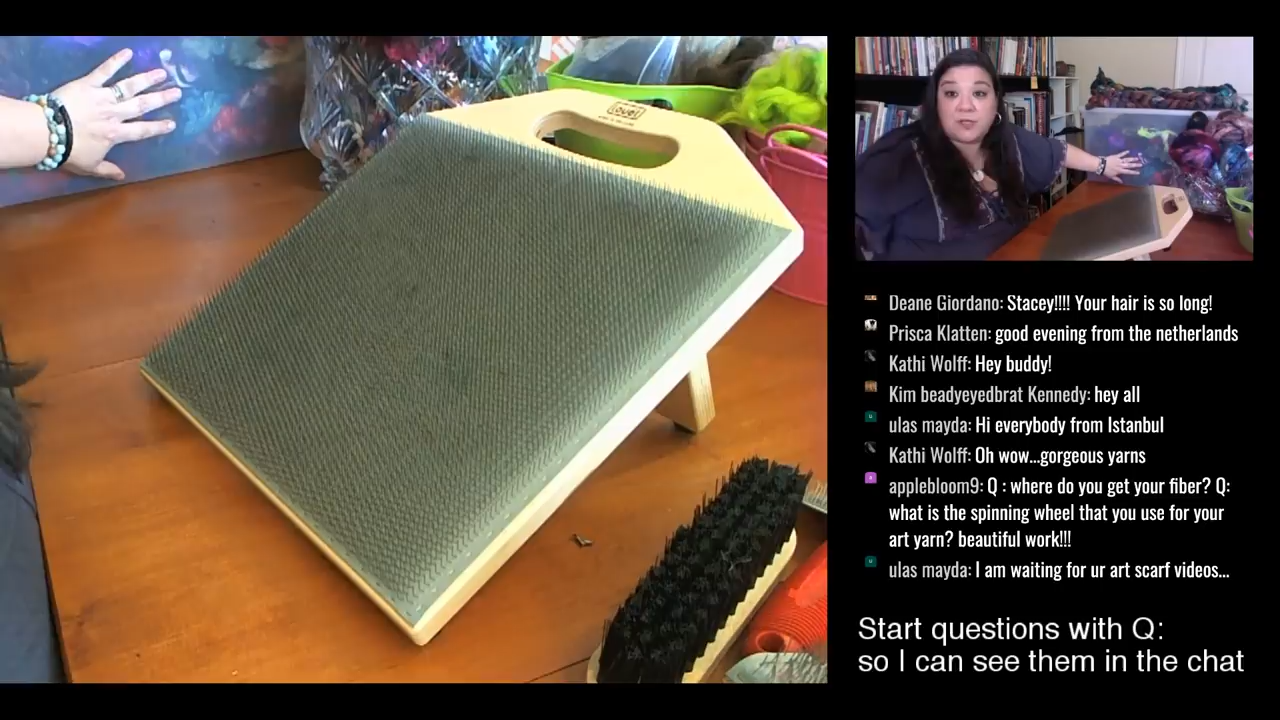 LOUET
Deane Giordano: Stacey!!!! Your hair is so long!
Prisca Klatten: good evening from the netherlands
Kathi Wolff: Hey buddy!
Kim beadyeyedbrat Kennedy: hey all
ulas mayda: Hi everybody from Istanbul
Kathi Wolff: Oh wow...gorgeous yarns
applebloom9: Q : where do you get your fiber? Q:
what is the spinning wheel that you use for your
art yarn? beautiful work!!!
ulas mayda: I am waiting for ur art scarf videos...
Start questions with Q:
so I can see them in the chat